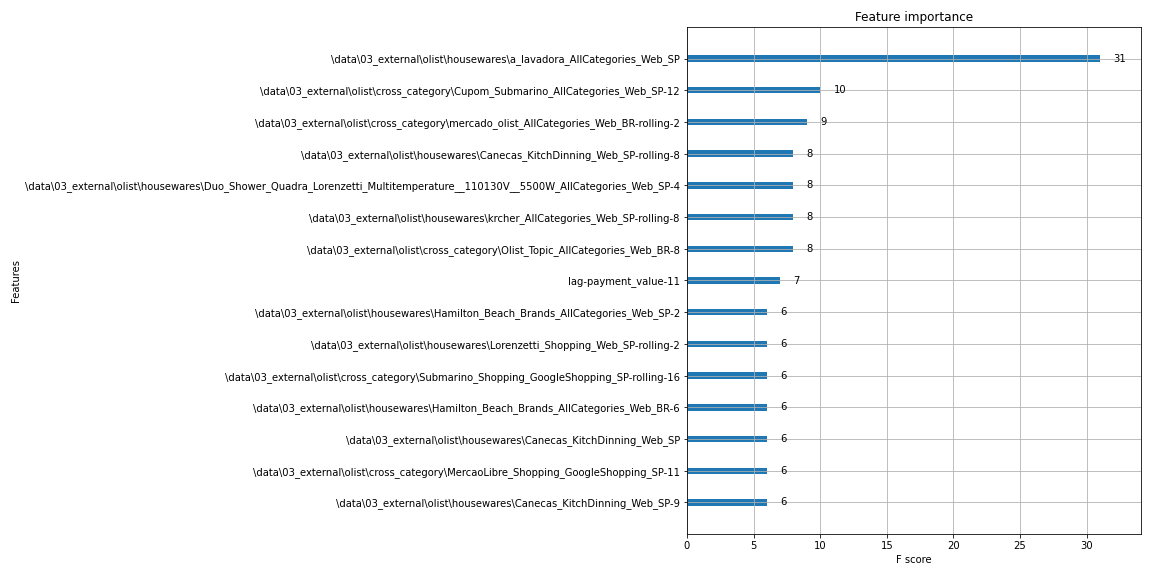 Feature importance
\data\03_external\olist\housewares\a_lavadora_AllCategories_Web_SP
31
\data\03_external\olist\cross_category\Cupom_Submarino_AllCategories_Web_SP-12
10
\data\03_external\olist\cross_category\mercado_olist_AllCategories_Web_BR-rolling-2
9
\data\03_external\olist\housewares\Canecas_KitchDinning_Web_SP-rolling-8
8
\data\03_external\olist\housewares\Duo_Shower_Quadra_Lorenzetti_Multitemperature__110130V__5500W_AllCategories_Web_SP-4
8
\data\03_external\olist\housewares\krcher_AllCategories_Web_SP-rolling-8
8
\data\03_external\olist\cross_category\Olist_Topic_AllCategories_Web_BR-8
8
lag-payment_value-11
7
\data\03_external\olist\housewares\Hamilton_Beach_Brands_AllCategories_Web_SP-2
6
\data\03_external\olist\housewares\Lorenzetti_Shopping_Web_SP-rolling-2
6
\data\03_external\olist\cross_category\Submarino_Shopping_GoogleShopping_SP-rolling-16
6
\data\03_external\olist\housewares\Hamilton_Beach_Brands_AllCategories_Web_BR-6
6
\data\03_external\olist\housewares\Canecas_KitchDinning_Web_SP
6
\data\03_external\olist\cross_category\MercaoLibre_Shopping_GoogleShopping_SP-11
6
\data\03_external\olist\housewares\Canecas_KitchDinning_Web_SP-9
6
Features
0 5 10 15 20 25 30
F score